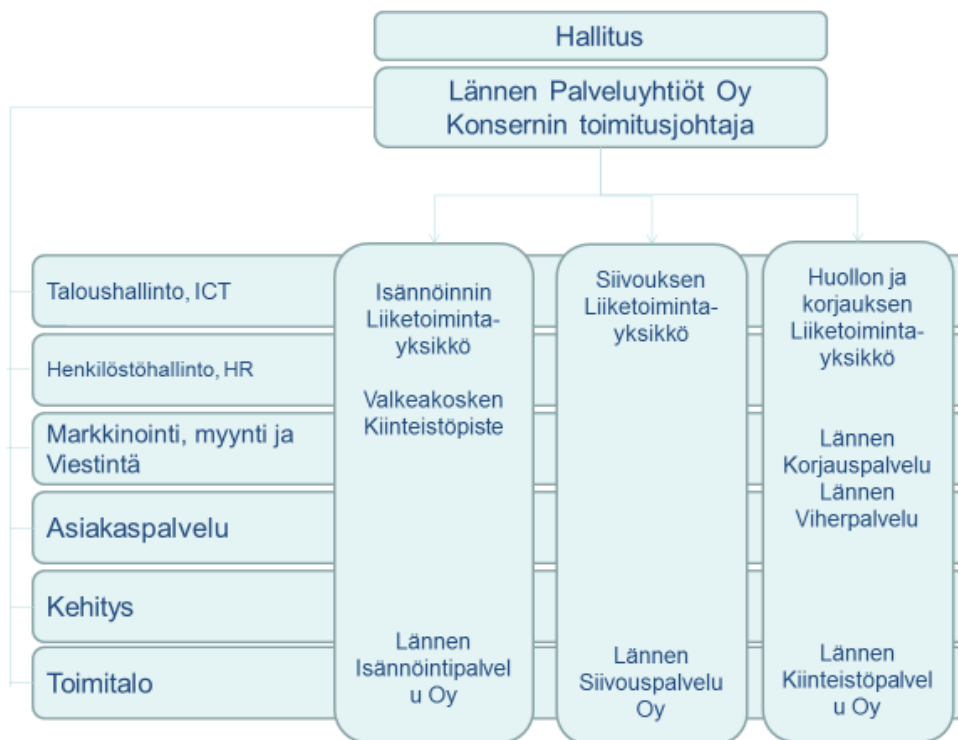 Hallitus
Lännen Palveluyhtiöt Oy
Konsernin toimitusjohtaja
Taloushallinto, ICT
Henkilöstöhallinto, HR
Markkinointi, myynti ja
Viestintä
Asiakaspalvelu
Kehitys
Toimitalo
Isännöinnin
Liiketoiminta-
yksikkö
Valkeakosken
Kiinteistöpiste
Lännen
Isännöintipalvel
u Oy
Siivouksen
Liiketoiminta-
yksikkö
Lännen
Siivouspalvelu
Oy
Huollon ja
korjauksen
Liiketoiminta-
yksikkö
Lännen
Korjauspalvelu
Lännen
Viherpalvelu
Lännen
Kiinteistöpalvel
u Oy